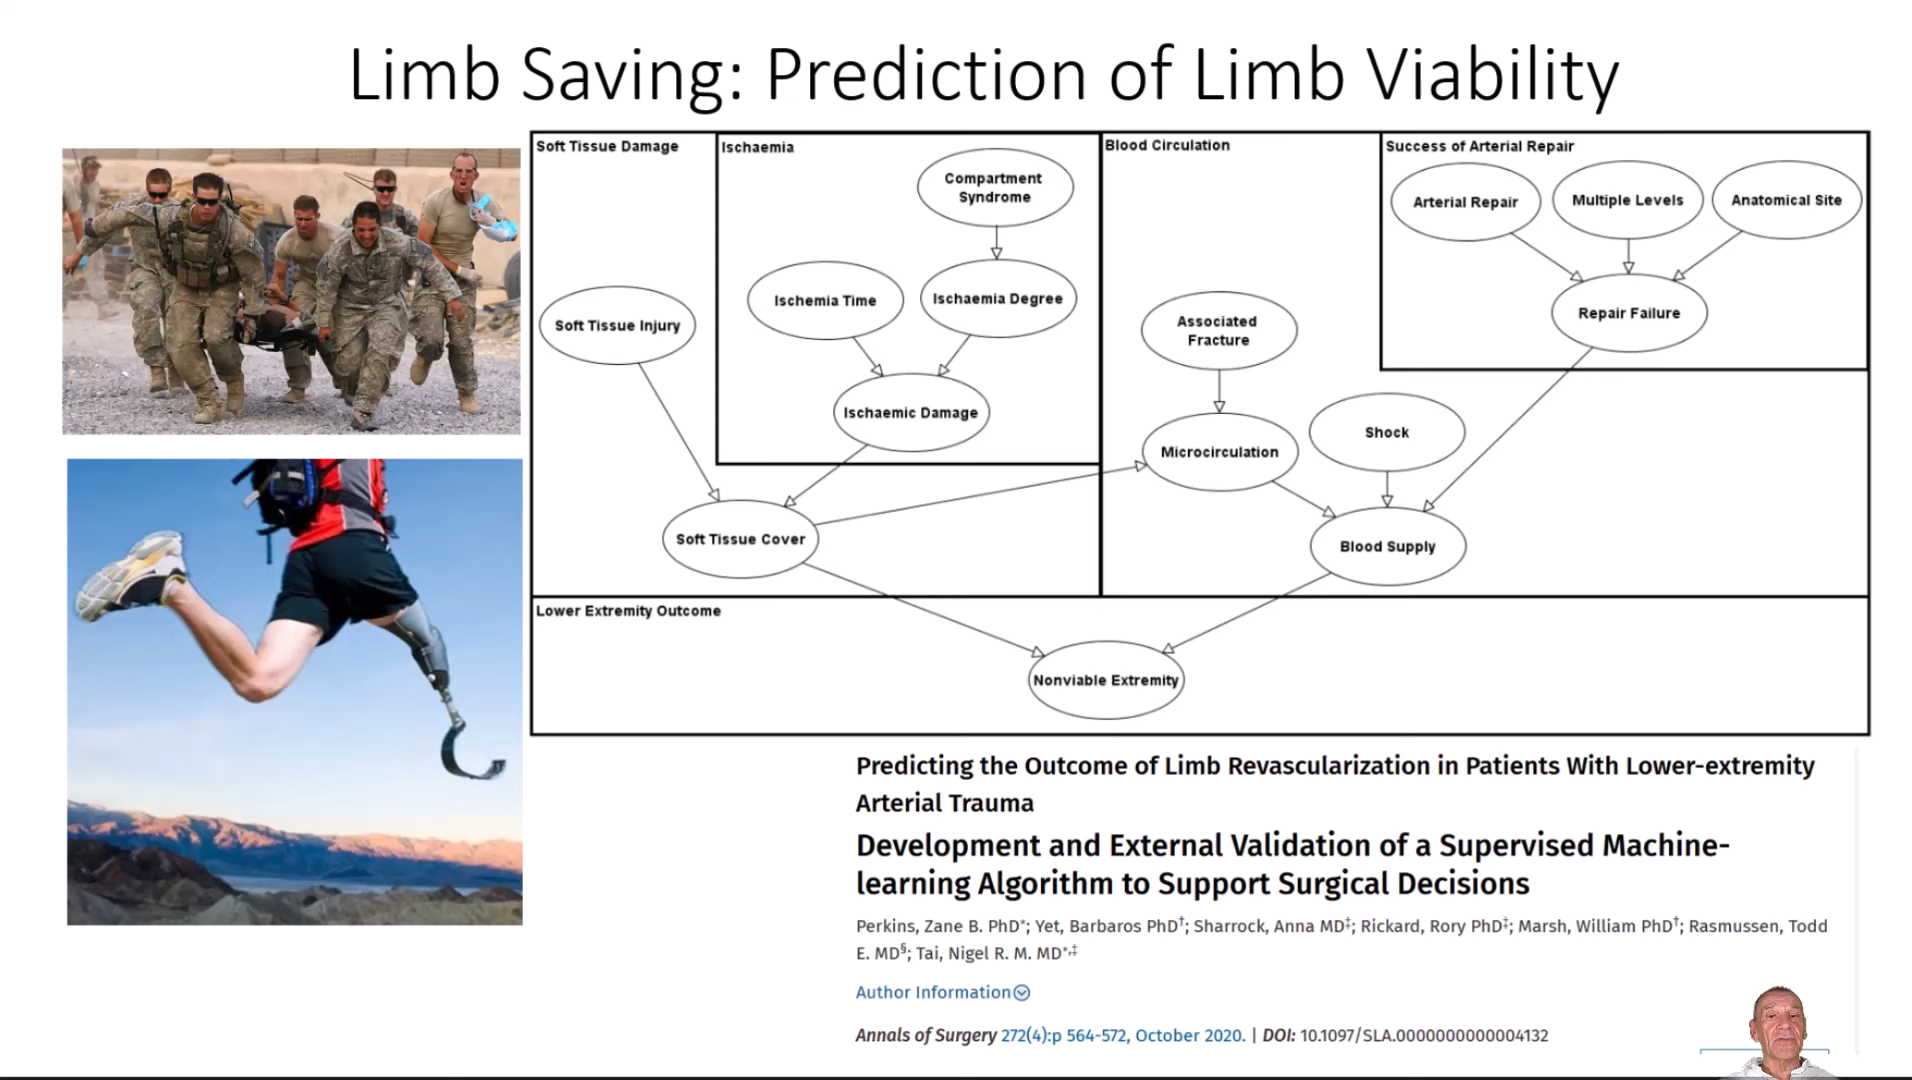 Limb Saving: Prediction of Limb Viability
Soft Tissue Damage
Ischaemia
Blood Circulation
Success of Arterial Repair
Compartment
Syndrome
Arterial Repair
Multiple Levels
Anatomical Site
Ischemia Time
Ischaemia Degree
Soft Tissue Injury
Associated
Fracture
Repair Failure
Ischaemic Damage
Microcirculation
Shock
Soft Tissue Cover
Blood Supply
Lower Extremity Outcome
Nonviable Extremity
Predicting the Outcome of Limb Revascularization in Patients With Lower-extremity
Arterial Trauma
Development and External Validation of a Supervised Machine-
learning Algorithm to Support Surgical Decisions
Perkins, Zane B. PhD*; Yet, Barbaros PhD†; Sharrock, Anna MD‡; Rickard, Rory PhD‡; Marsh, William PhD†; Rasmussen, Todd
E. MD§; Tai, Nigel R. M. MD*,‡
Author Information
Annals of Surgery 272(4):p 564-572, October 2020. | DOI: 10.1097/SLA.0000000000004132